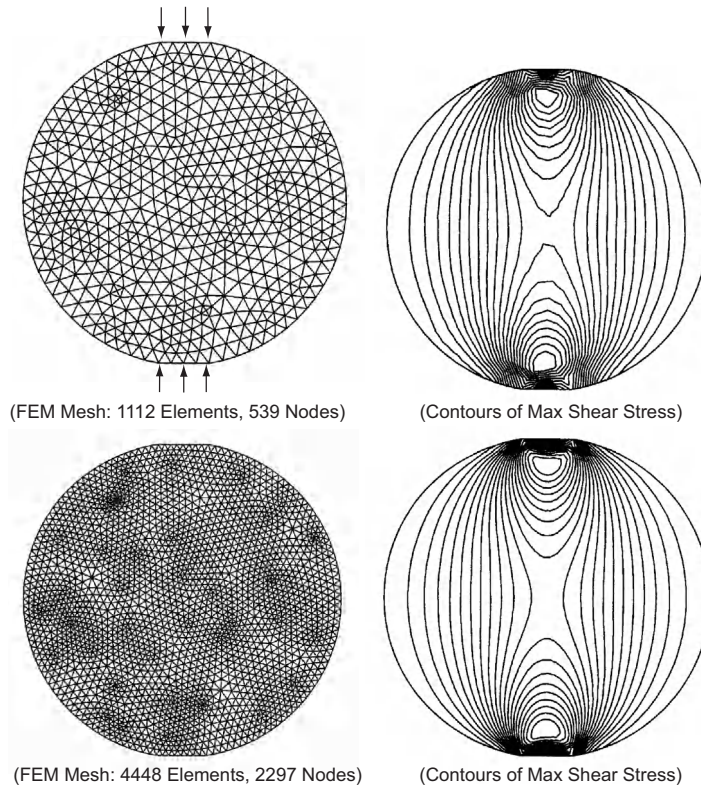 (FEM Mesh: 1112 Elements, 539 Nodes)
(Contours of Max Shear Stress)
(FEM Mesh: 4448 Elements, 2297 Nodes)
(Contours of Max Shear Stress)